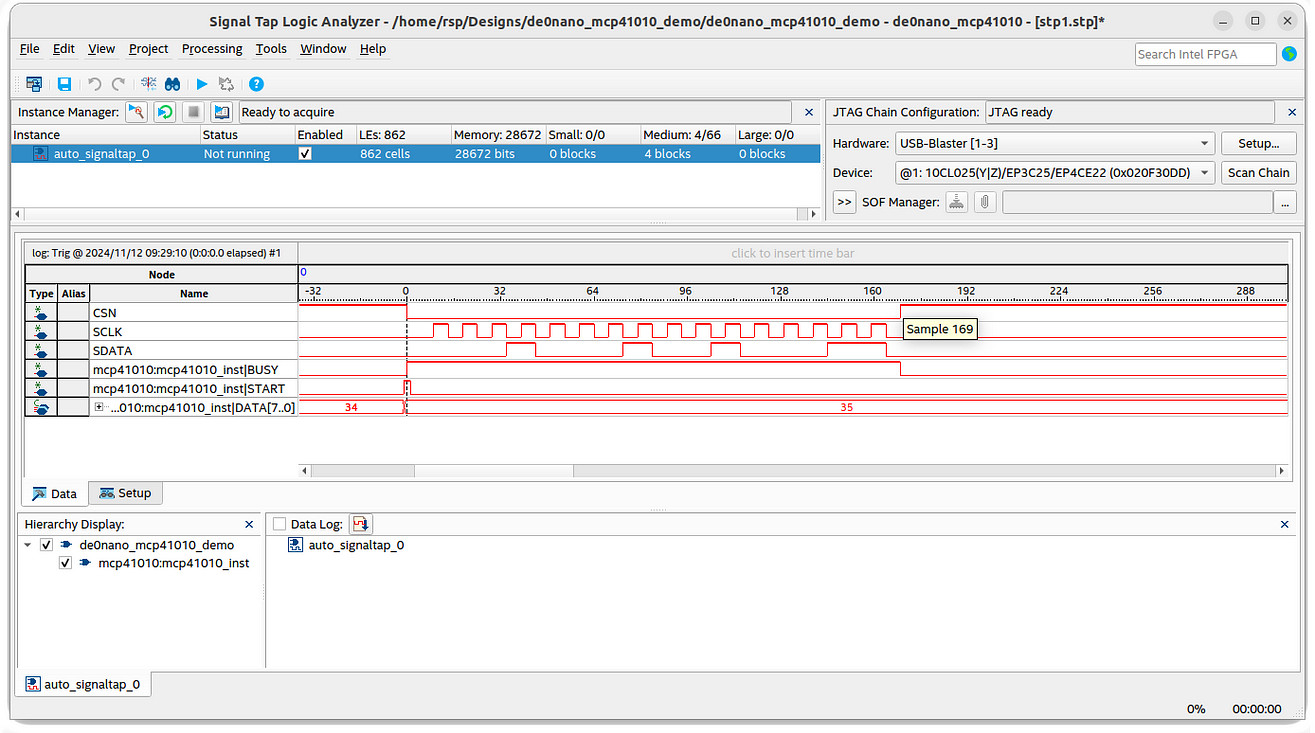 Signal Tap Logic Analyzer - /home/rsp/Designs/de0nano_mcp41010_demo/de0nano_mcp41010_demo - de0nano_mcp41010 - [stp1.stp]*
File Edit View Project Processing Tools Window Help
Search Intel FPGA
Instance Manager: Ready to acquire
Instance Status Enabled LEs: 862 Memory: 28672 Small: 0/0 Medium: 4/66 Large: 0/0
auto_signaltap_0 Not running 862 cells 28672 bits 0 blocks 4 blocks 0 blocks
JTAG Chain Configuration: JTAG ready
Hardware: USB-Blaster [1-3] Setup...
Device: @1: 10CL025(Y|Z)/EP3C25/EP4CE22 (0x020F30DD) Scan Chain
>> SOF Manager: ...
log: Trig @ 2024/11/12 09:29:10 (0:0:0.0 elapsed) #1 click to insert time bar
Node 0
Type Alias Name -32 0 32 64 96 128 160 192 224 256 288
CSN
SCLK Sample 169
SDATA
mcp41010:mcp41010_inst|BUSY
mcp41010:mcp41010_inst|START
...010:mcp41010_inst|DATA[7..0] 34 35
Data Setup
Hierarchy Display:
de0nano_mcp41010_demo
mcp41010:mcp41010_inst
Data Log:
auto_signaltap_0
auto_signaltap_0
0% 00:00:00